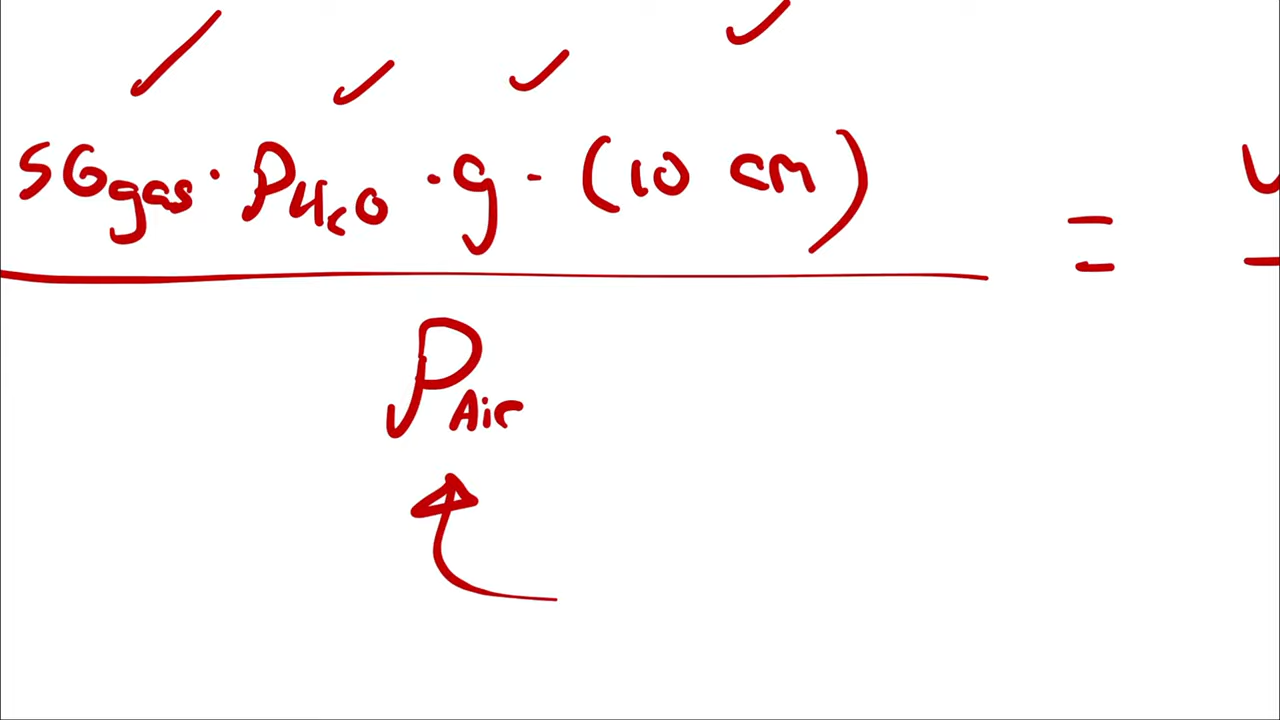 SGgas · ρH₂O · g · (10 cm) =
ρAir